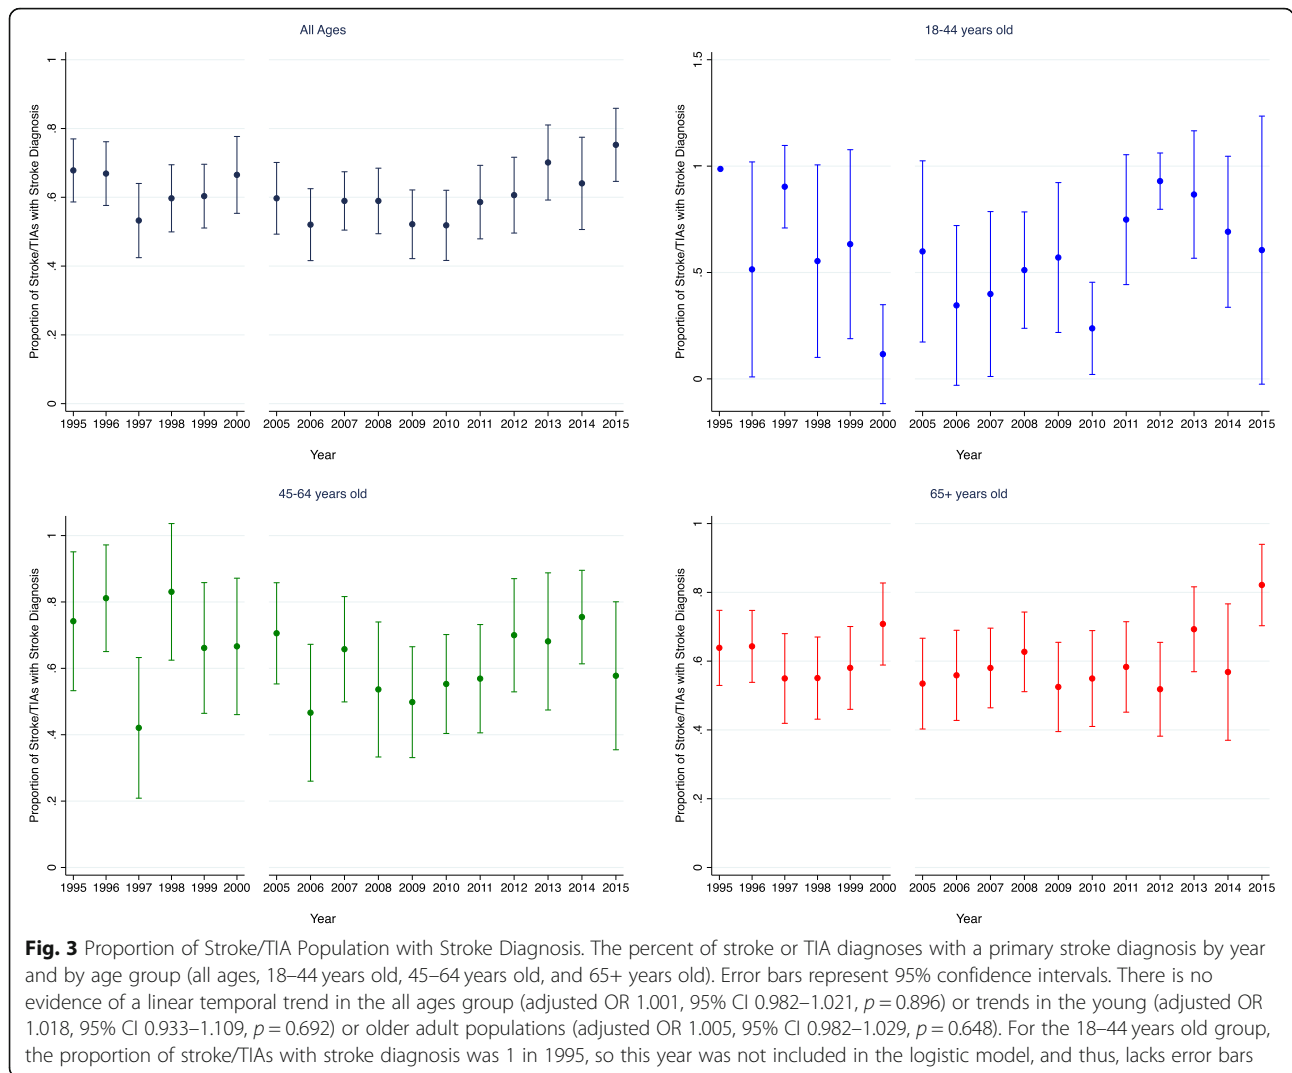 All Ages
Proportion of Stroke/TIAs with Stroke Diagnosis
1
.8
.6
.4
.2
0
1995 1996 1997 1998 1999 2000 2005 2006 2007 2008 2009 2010 2011 2012 2013 2014 2015
Year
18-44 years old
Proportion of Stroke/TIAs with Stroke Diagnosis
1.5
1
.5
0
1995 1996 1997 1998 1999 2000 2005 2006 2007 2008 2009 2010 2011 2012 2013 2014 2015
Year
45-64 years old
Proportion of Stroke/TIAs with Stroke Diagnosis
1
.8
.6
.4
.2
0
1995 1996 1997 1998 1999 2000 2005 2006 2007 2008 2009 2010 2011 2012 2013 2014 2015
Year
65+ years old
Proportion of Stroke/TIAs with Stroke Diagnosis
1
.8
.6
.4
.2
0
1995 1996 1997 1998 1999 2000 2005 2006 2007 2008 2009 2010 2011 2012 2013 2014 2015
Year
Fig. 3 Proportion of Stroke/TIA Population with Stroke Diagnosis. The percent of stroke or TIA diagnoses with a primary stroke diagnosis by year
and by age group (all ages, 18–44 years old, 45–64 years old, and 65+ years old). Error bars represent 95% confidence intervals. There is no
evidence of a linear temporal trend in the all ages group (adjusted OR 1.001, 95% CI 0.982–1.021, p = 0.896) or trends in the young (adjusted OR
1.018, 95% CI 0.933–1.109, p = 0.692) or older adult populations (adjusted OR 1.005, 95% CI 0.982–1.029, p = 0.648). For the 18–44 years old group,
the proportion of stroke/TIAs with stroke diagnosis was 1 in 1995, so this year was not included in the logistic model, and thus, lacks error bars